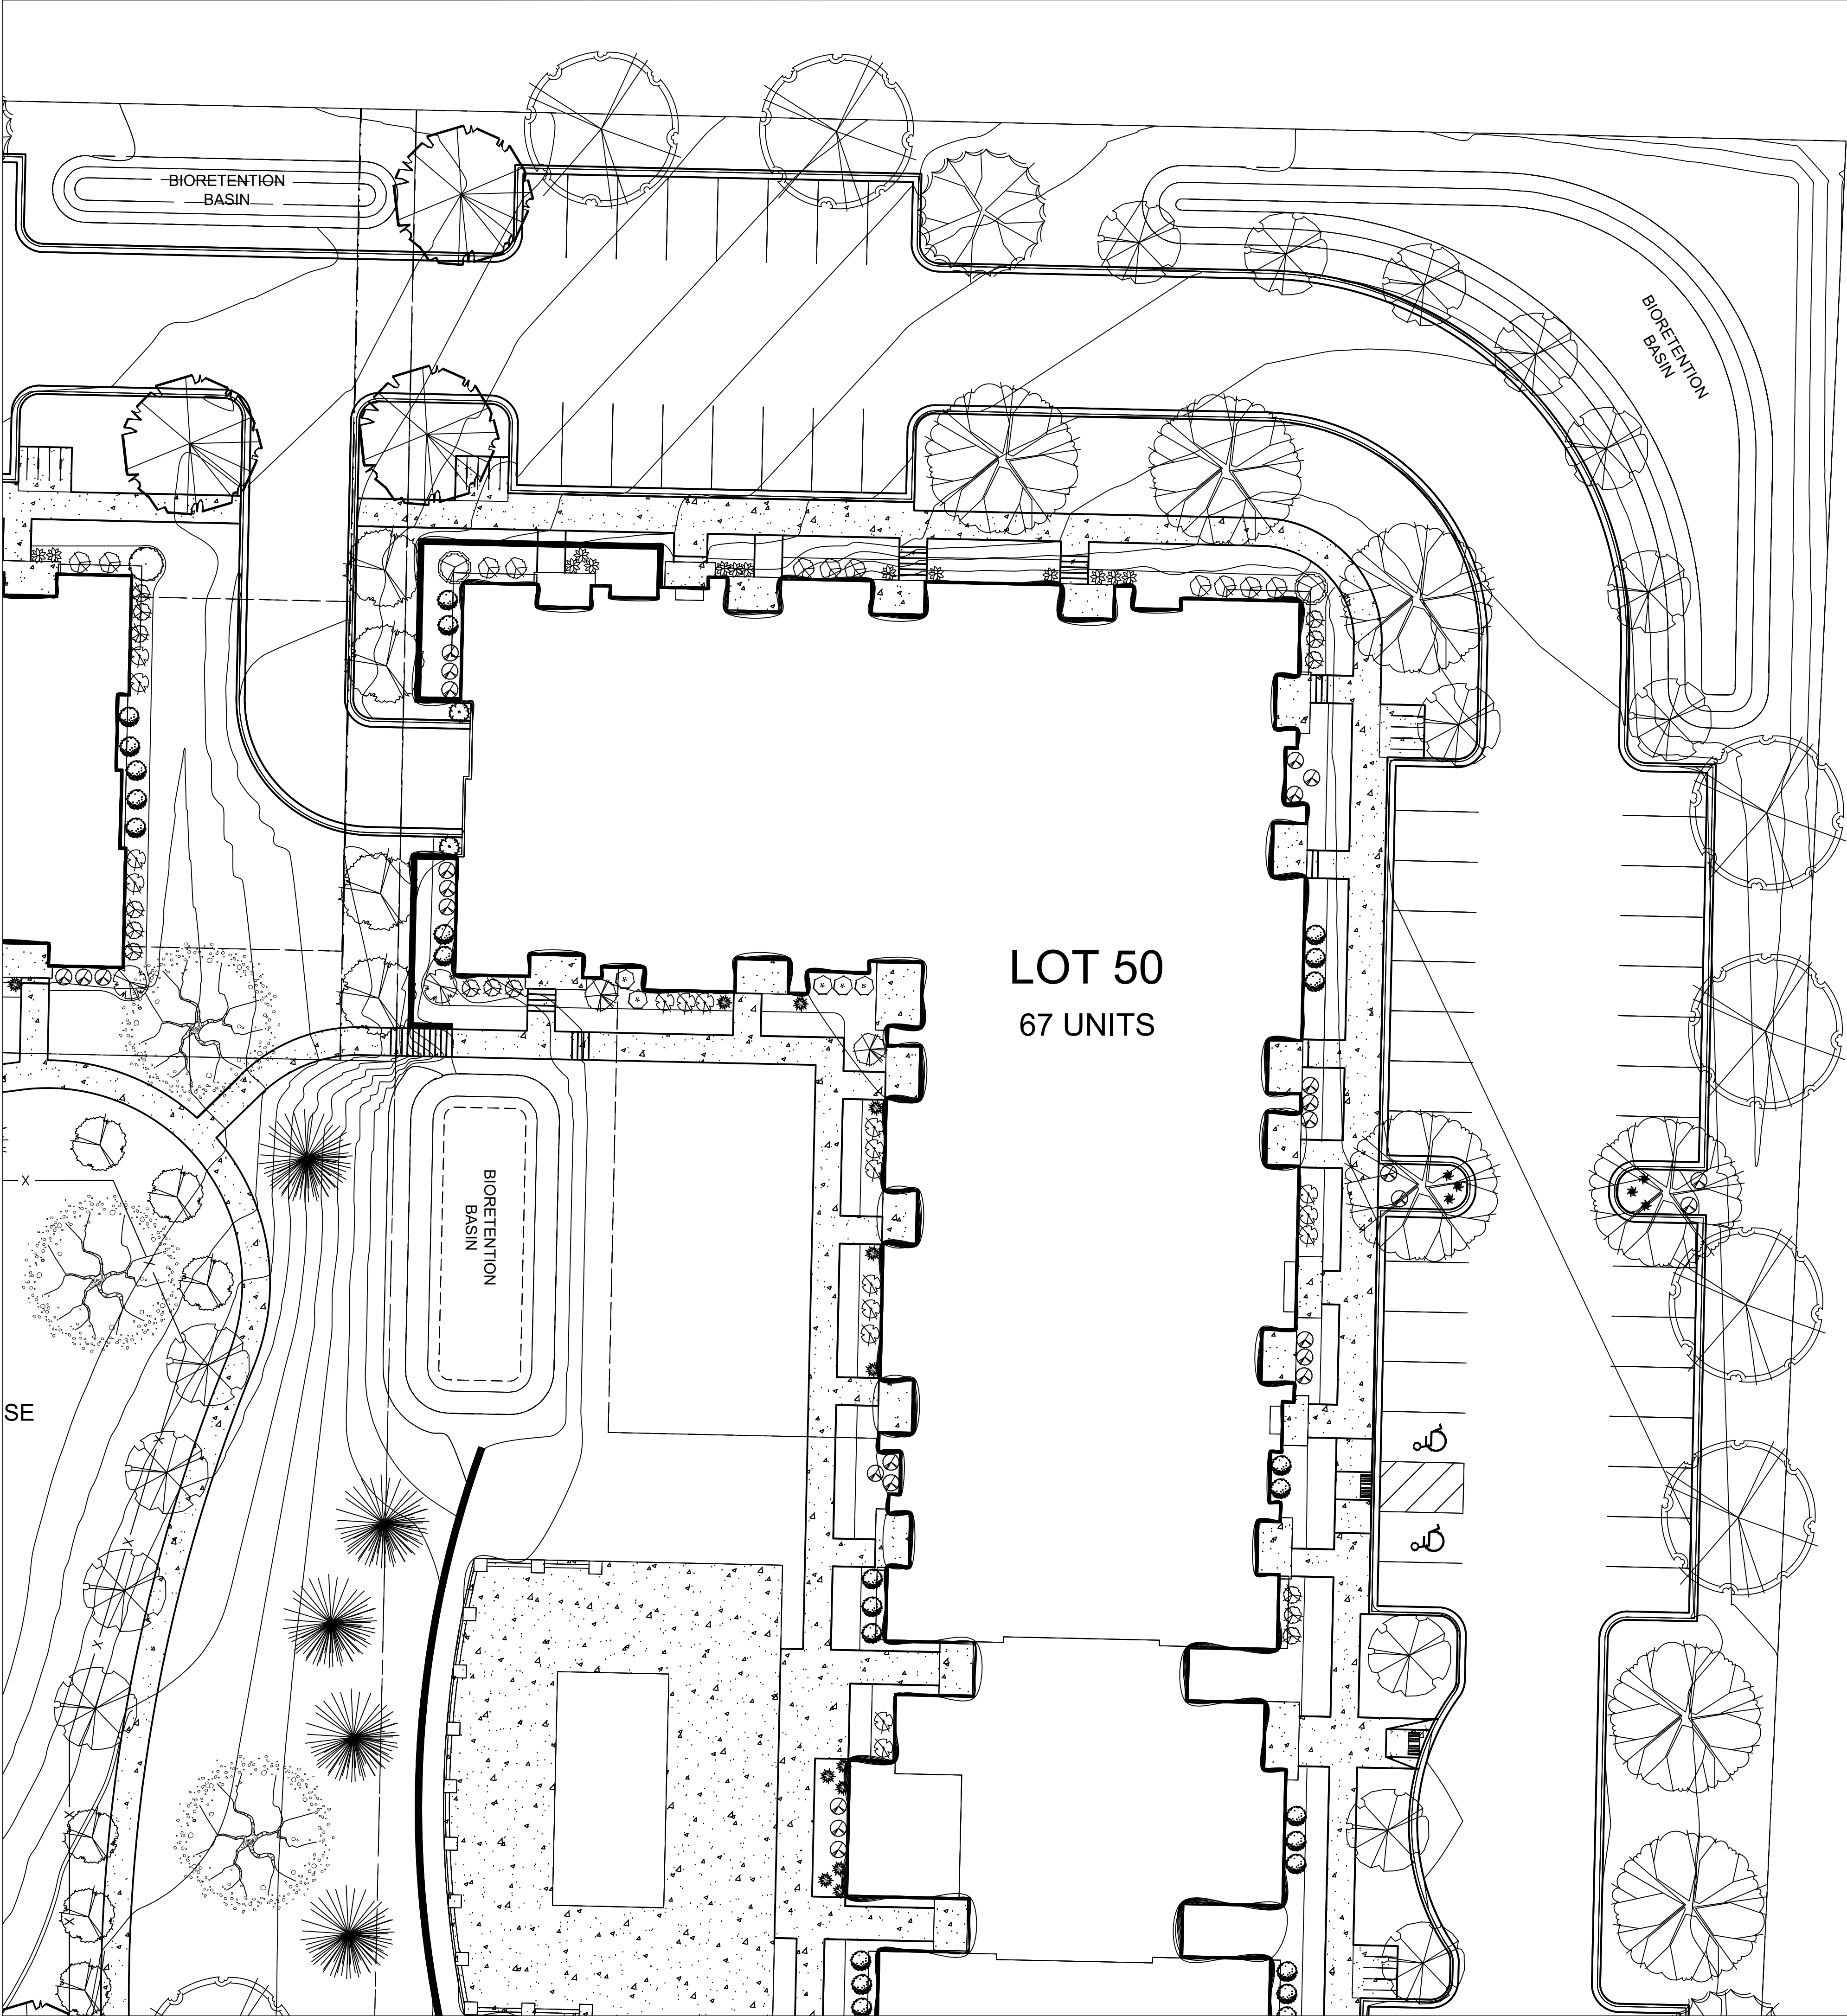 BIORETENTION
BASIN
BIORETENTION
BASIN
LOT 50
67 UNITS
BIORETENTION
BASIN
X
SE
X
X
X
X
X